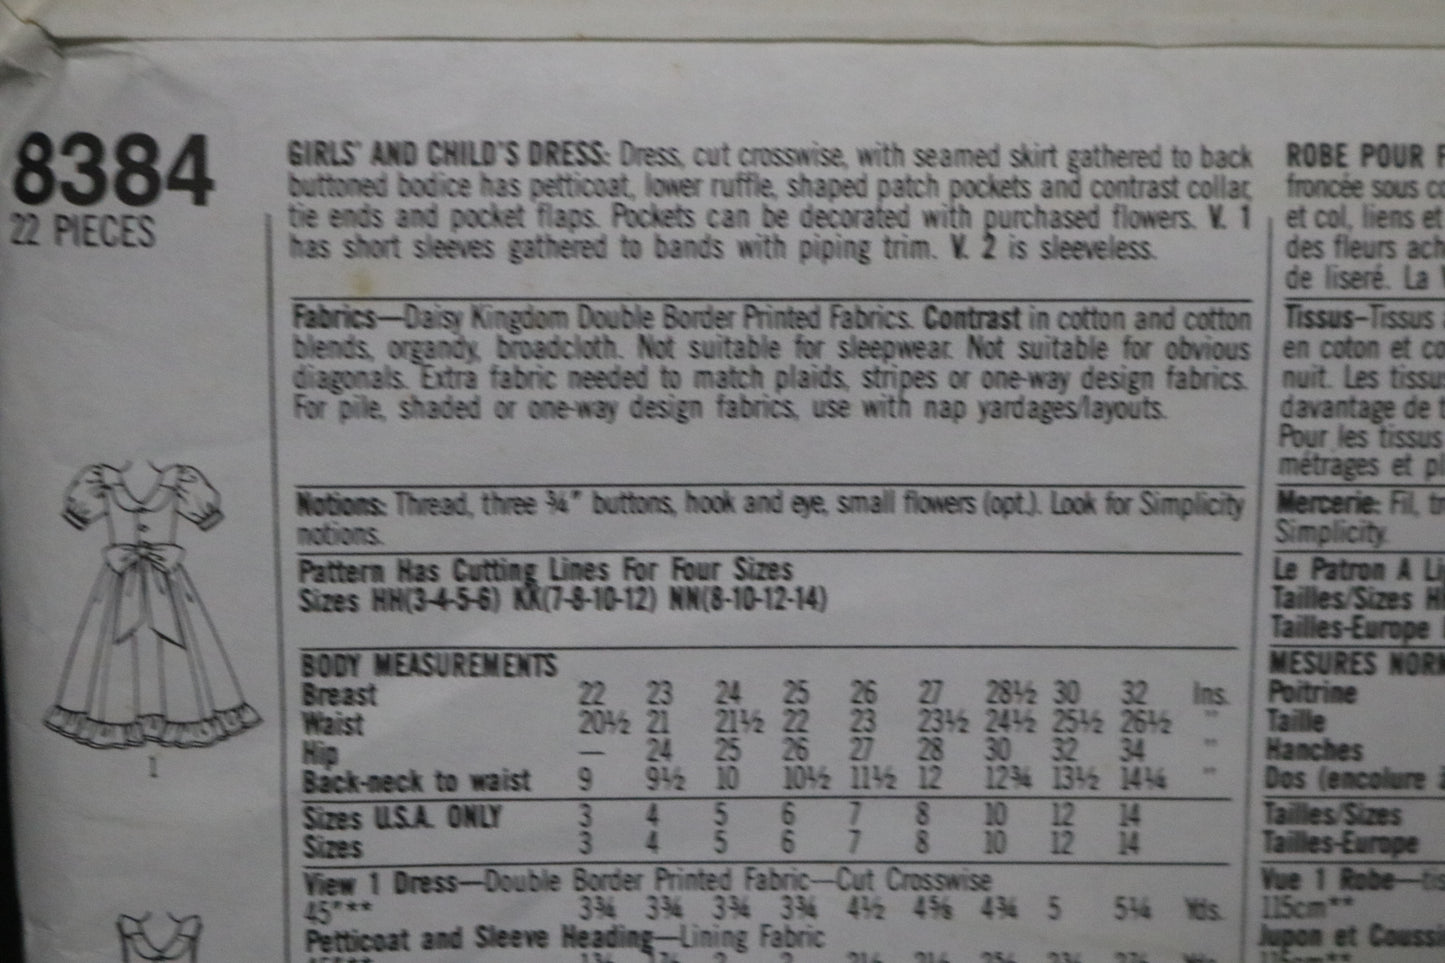 8384
22 PIECES
GIRLS' AND CHILD'S DRESS: Dress, cut crosswise, with seamed skirt gathered to back
buttoned bodice has petticoat, lower ruffle, shaped patch pockets and contrast collar,
tie ends and pocket flaps. Pockets can be decorated with purchased flowers. V. 1
has short sleeves gathered to bands with piping trim. V. 2 is sleeveless.
Fabrics—Daisy Kingdom Double Border Printed Fabrics. Contrast in cotton and cotton
blends, organdy, broadcloth. Not suitable for sleepwear. Not suitable for obvious
diagonals. Extra fabric needed to match plaids, stripes or one-way design fabrics.
For pile, shaded or one-way design fabrics, use with nap yardages/layouts.
Notions: Thread, three ¾" buttons, hook and eye, small flowers (opt.). Look for Simplicity
notions.
Pattern Has Cutting Lines For Four Sizes
Sizes HH(3-4-5-6) KK(7-8-10-12) NN(8-10-12-14)
BODY MEASUREMENTS
Breast 22 23 24 25 26 27 28½ 30 32 Ins.
Waist 20½ 21 21½ 22 23 23½ 24½ 25½ 26½ "
Hip — 24 25 26 27 28 30 32 34 "
Back-neck to waist 9 9½ 10 10½ 11½ 12 12¾ 13½ 14¼ "
Sizes U.S.A. ONLY 3 4 5 6 7 8 10 12 14
Sizes 3 4 5 6 7 8 10 12 14
View 1 Dress—Double Border Printed Fabric—Cut Crosswise
45"** 3¾ 3¾ 3¾ 3¾ 4½ 4⅝ 4¾ 5 5¼ Yds.
Petticoat and Sleeve Heading—Lining Fabric
1
ROBE POUR
froncée sous
et col, liens et
des fleurs
de liseré. La
Tissus–Tissus
en coton et
nuit. Les
davantage de
Pour les tissus
métrages et
Mercerie: Fil,
Simplicity.
Le Patron A
Tailles/Sizes
Tailles-Europe
MESURES
Poitrine
Taille
Hanches
Dos (encolure
Tailles/Sizes
Tailles-Europe
Vue 1 Robe—
115cm**
Jupon et